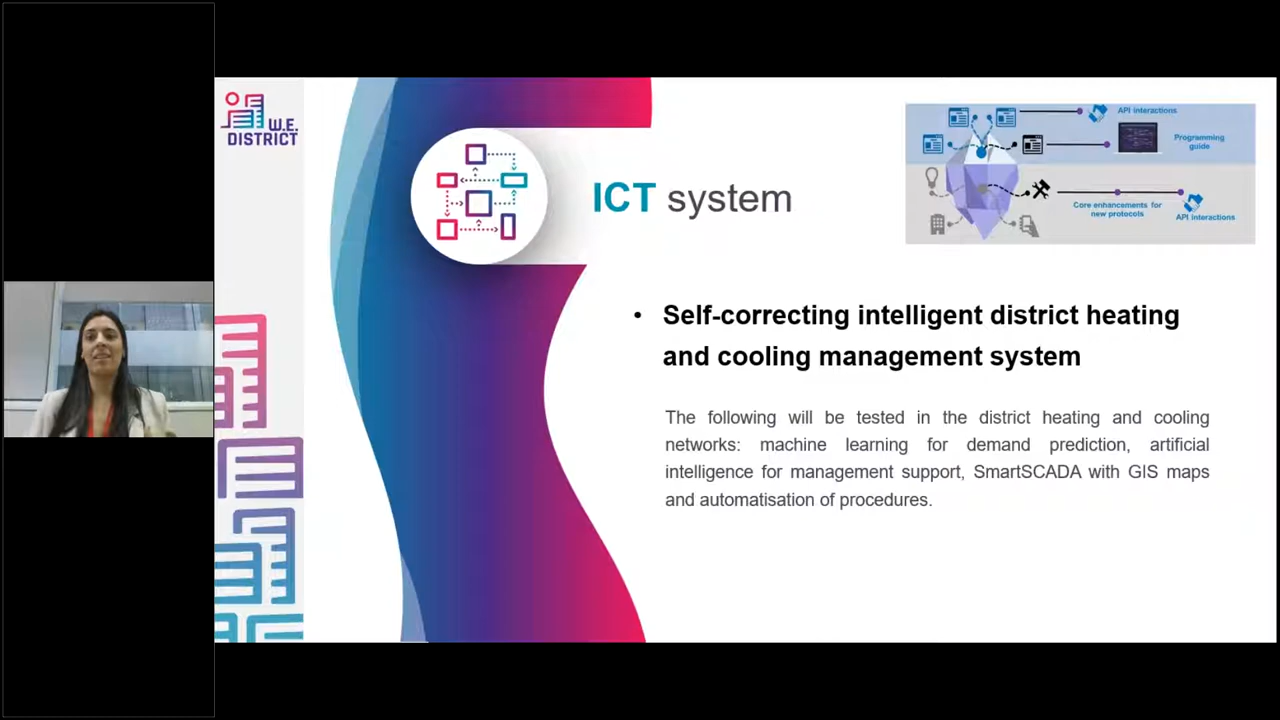 W.E.
DISTRICT
ICT system
API interactions
Programming
guide
Core enhancements for
new protocols
API interactions
• Self-correcting intelligent district heating
and cooling management system
The following will be tested in the district heating and cooling
networks: machine learning for demand prediction, artificial
intelligence for management support, SmartSCADA with GIS maps
and automatisation of procedures.